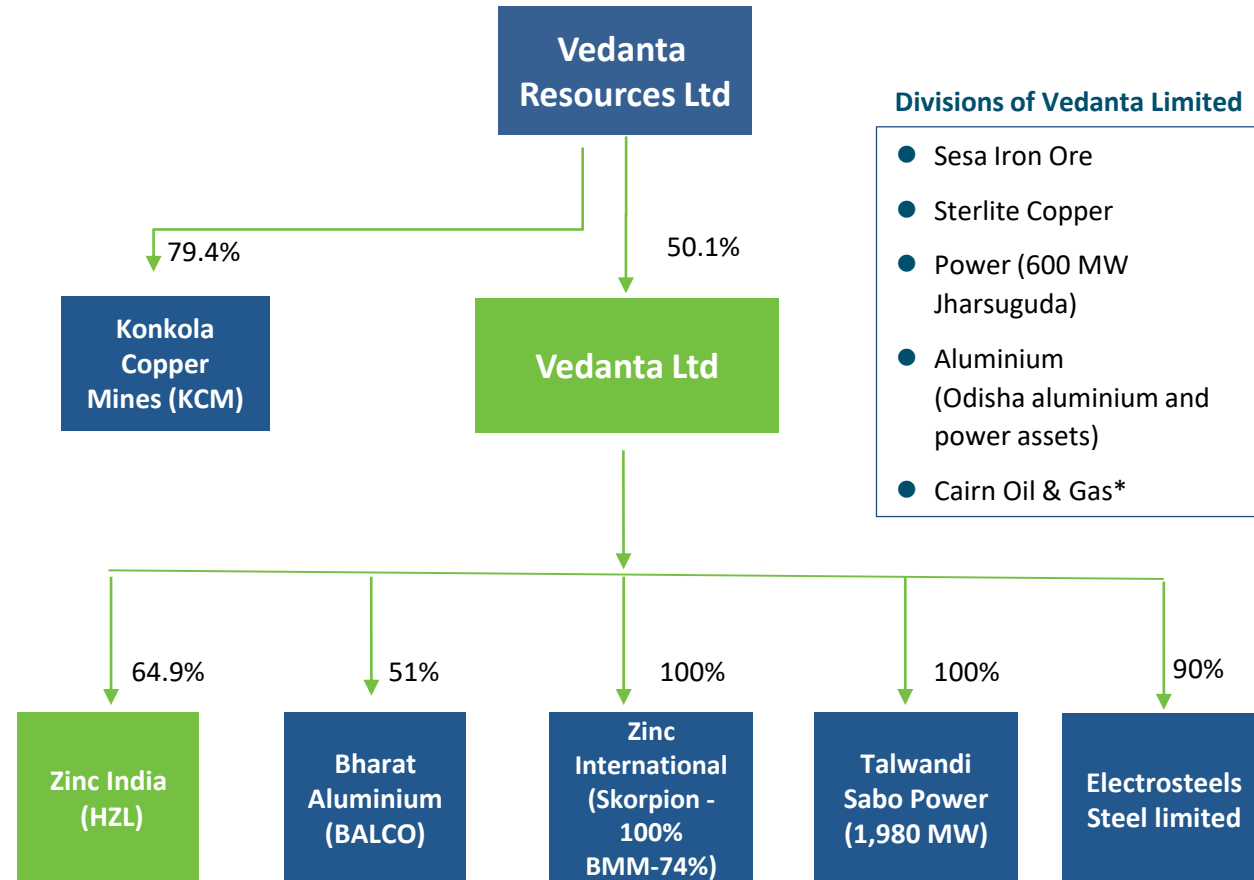 Vedanta
Resources Ltd
Divisions of Vedanta Limited
● Sesa Iron Ore
● Sterlite Copper
● Power (600 MW
Jharsuguda)
● Aluminium
(Odisha aluminium and
power assets)
● Cairn Oil & Gas*
79.4%
50.1%
Konkola
Copper
Mines (KCM)
Vedanta Ltd
64.9%
51%
100%
100%
90%
Zinc India
(HZL)
Bharat
Aluminium
(BALCO)
Zinc
International
(Skorpion -
100%
BMM-74%)
Talwandi
Sabo Power
(1,980 MW)
Electrosteels
Steel limited